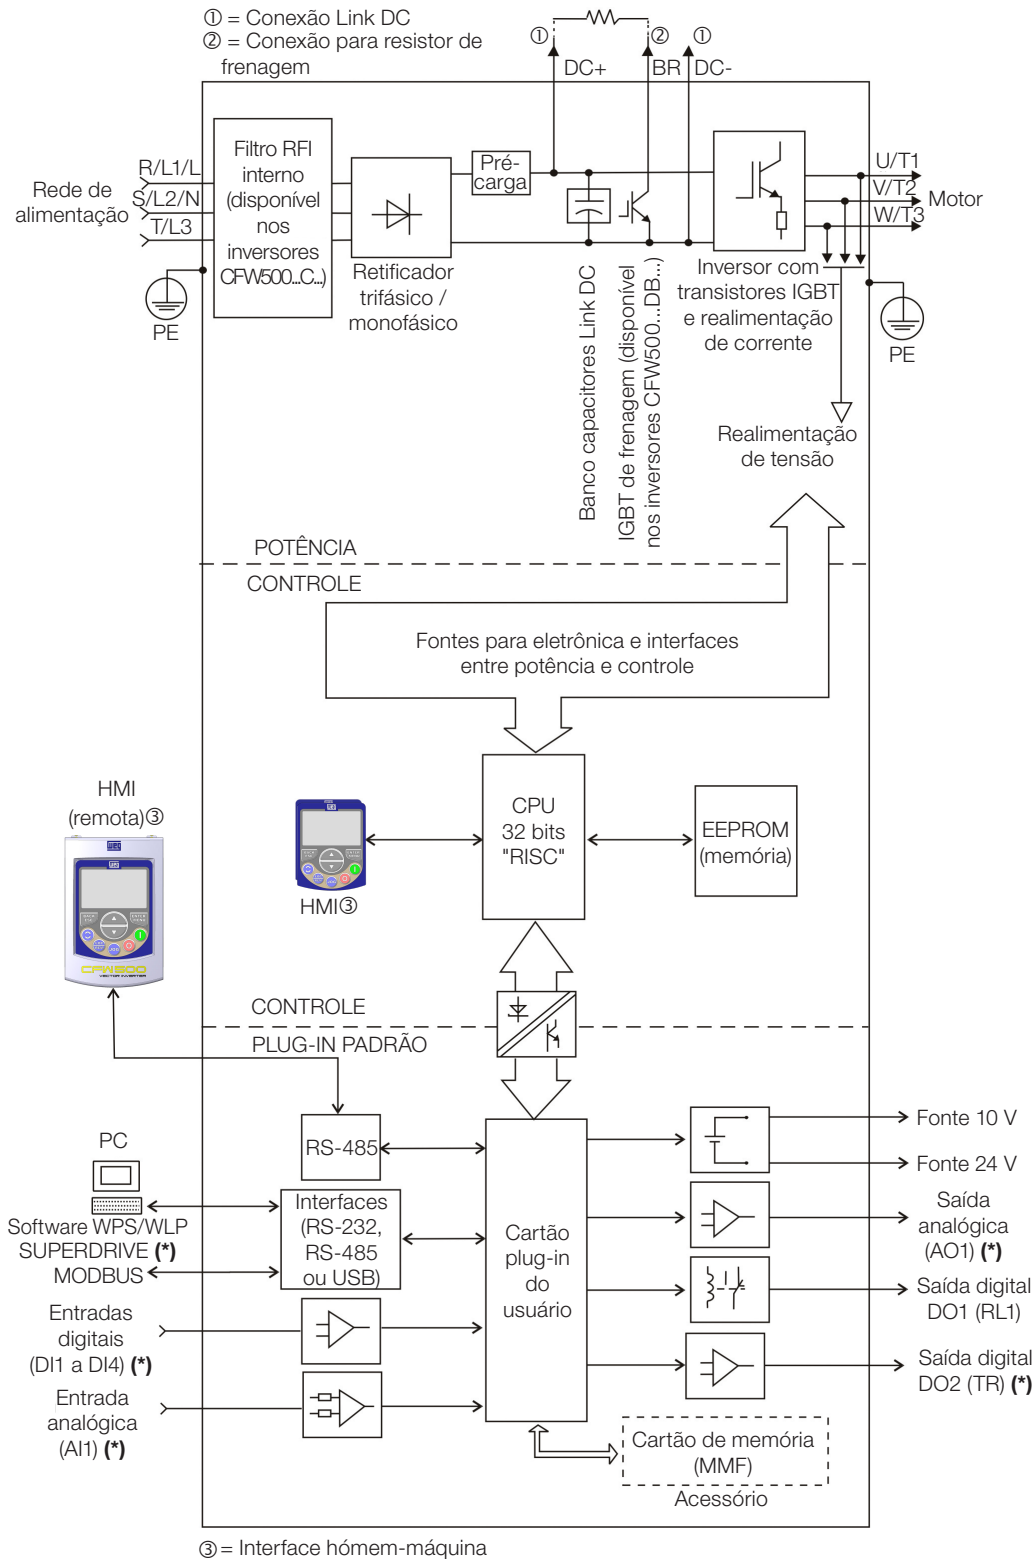 ① = Conexão Link DC
② = Conexão para resistor de
frenagem
①
②
①
DC+
BR
DC-
Rede de
alimentação
R/L1/L
S/L2/N
T/L3
PE
Filtro RFI
interno
(disponível
nos
inversores
CFW500...C...)
Retificador
trifásico /
monofásico
Pré-
carga
Banco capacitores Link DC
IGBT de frenagem (disponível
nos inversores CFW500...DB...)
Inversor com
transistores IGBT
e realimentação
de corrente
U/T1
V/T2
W/T3
Motor
PE
Realimentação
de tensão
POTÊNCIA
CONTROLE
Fontes para eletrônica e interfaces
entre potência e controle
HMI
(remota)③
CFW500
VECTOR INVERTER
HMI③
CPU
32 bits
"RISC"
EEPROM
(memória)
CONTROLE
PLUG-IN PADRÃO
RS-485
PC
Software WPS/WLP
SUPERDRIVE (*)
MODBUS
Interfaces
(RS-232,
RS-485
ou USB)
Entradas
digitais
(DI1 a DI4) (*)
Entrada
analógica
(AI1) (*)
Cartão
plug-in
do
usuário
Fonte 10 V
Fonte 24 V
Saída
analógica
(AO1) (*)
Saída digital
DO1 (RL1)
Saída digital
DO2 (TR) (*)
Cartão de memória
(MMF)
Acessório
③ = Interface hómem-máquina